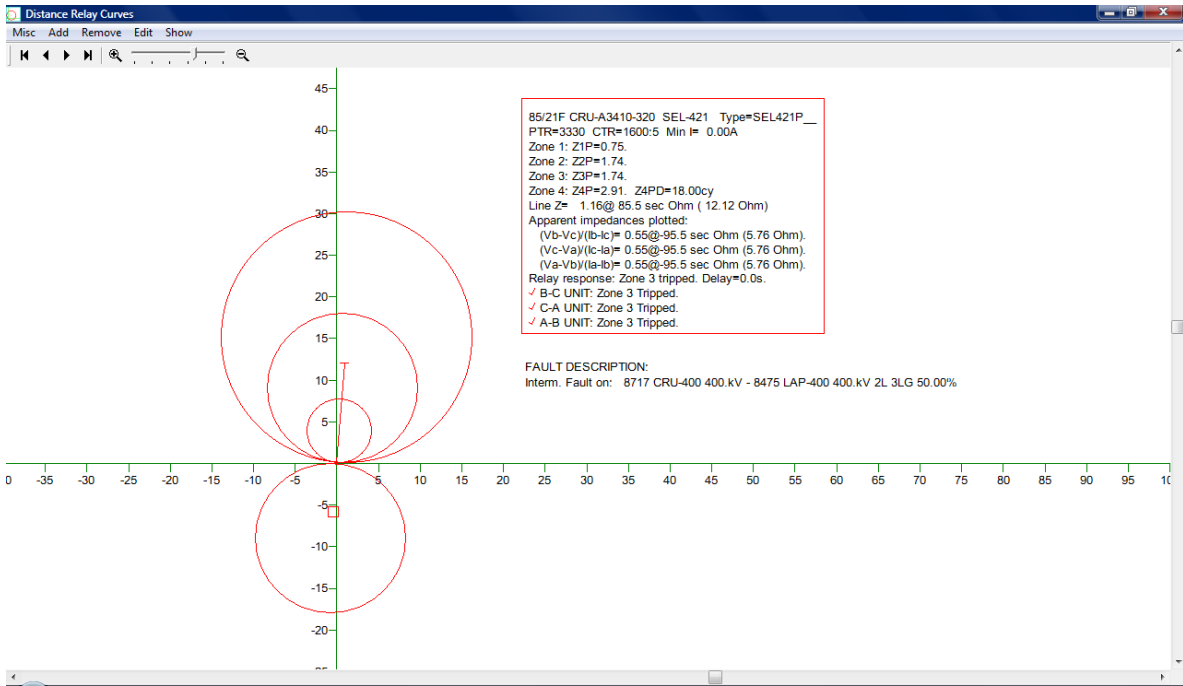 Distance Relay Curves
Misc Add Remove Edit Show
85/21F CRU-A3410-320 SEL-421 Type=SEL421P__
PTR=3330 CTR=1600:5 Min I= 0.00A
Zone 1: Z1P=0.75.
Zone 2: Z2P=1.74.
Zone 3: Z3P=1.74.
Zone 4: Z4P=2.91. Z4PD=18.00cy
Line Z= 1.16@ 85.5 sec Ohm ( 12.12 Ohm)
Apparent impedances plotted:
(Vb-Vc)/(Ib-Ic)= 0.55@-95.5 sec Ohm (5.76 Ohm).
(Vc-Va)/(Ic-Ia)= 0.55@-95.5 sec Ohm (5.76 Ohm).
(Va-Vb)/(Ia-Ib)= 0.55@-95.5 sec Ohm (5.76 Ohm).
Relay response: Zone 3 tripped. Delay=0.0s.
✓ B-C UNIT: Zone 3 Tripped.
✓ C-A UNIT: Zone 3 Tripped.
✓ A-B UNIT: Zone 3 Tripped.
FAULT DESCRIPTION:
Interm. Fault on: 8717 CRU-400 400.kV - 8475 LAP-400 400.kV 2L 3LG 50.00%
45
40
35
30
25
20
15
10
5
0 -35 -30 -25 -20 -15 -10 -5 5 10 15 20 25 30 35 40 45 50 55 60 65 70 75 80 85 90 95 10
-5
-10
-15
-20